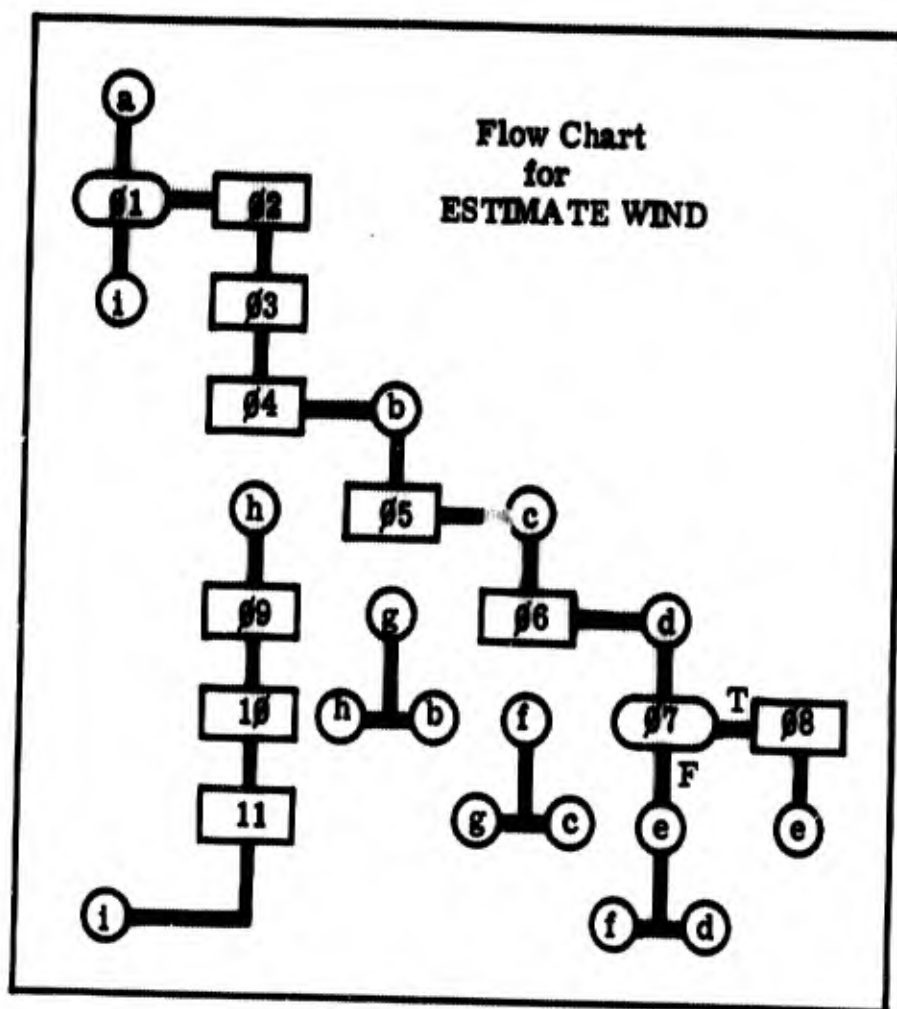 a
Flow Chart
for
ESTIMATE WIND
Ø1 Ø2
i Ø3
Ø4 b
h Ø5 c
Ø9 g Ø6 d
1Ø h b f Ø7 T Ø8
F
11 g c e e
i f d